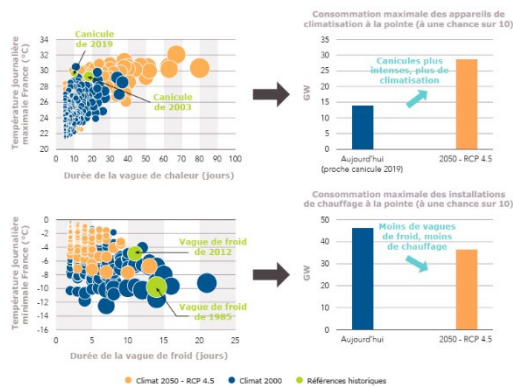 Température journalière
maximale France (°C)
34
32
30
28
26
24
22
20
Canicule
de 2019
Canicule
de 2003
0 10 20 30 40 50 60 70 80 90 100
Durée de la vague de chaleur (jours)
Consommation maximale des appareils de
climatisation à la pointe (à une chance sur 10)
GW
35
30
25
20
15
10
5
0
Canicules plus
intenses, plus de
climatisation
Aujourd'hui
(proche canicule 2019)
2050 - RCP 4.5
Température journalière
minimale France (°C)
0
-2
-4
-6
-8
-10
-12
-14
-16
Vague de froid
de 2012
Vague de froid
de 1985
0 5 10 15 20 25
Durée de la vague de froid (jours)
Consommation maximale des installations
de chauffage à la pointe (à une chance sur 10)
GW
50
40
30
20
10
0
Moins de vagues
de froid, moins
de chauffage
Aujourd'hui
2050 - RCP 4.5
Climat 2050 - RCP 4.5
Climat 2000
Références historiques